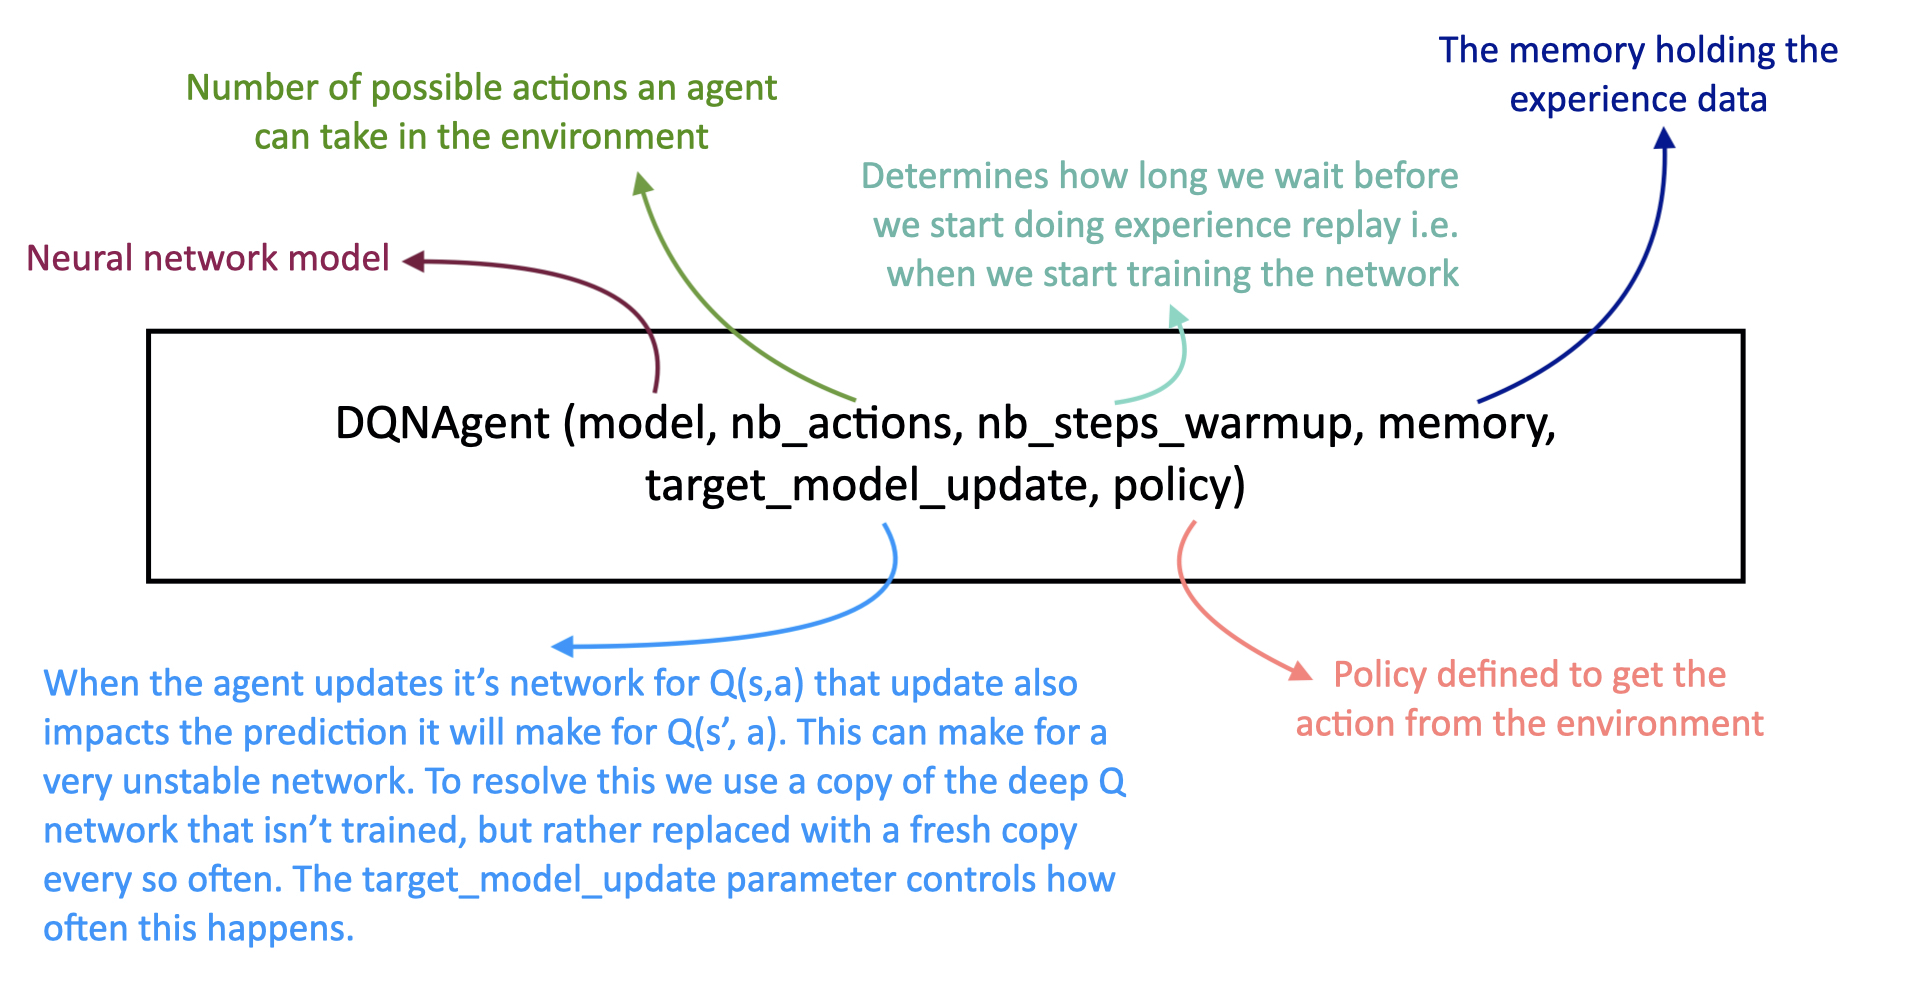 The memory holding the
experience data
Number of possible actions an agent
can take in the environment
Determines how long we wait before
we start doing experience replay i.e.
when we start training the network
Neural network model
DQNAgent (model, nb_actions, nb_steps_warmup, memory,
target_model_update, policy)
When the agent updates it’s network for Q(s,a) that update also
impacts the prediction it will make for Q(s’, a). This can make for a
very unstable network. To resolve this we use a copy of the deep Q
network that isn’t trained, but rather replaced with a fresh copy
every so often. The target_model_update parameter controls how
often this happens.
Policy defined to get the
action from the environment